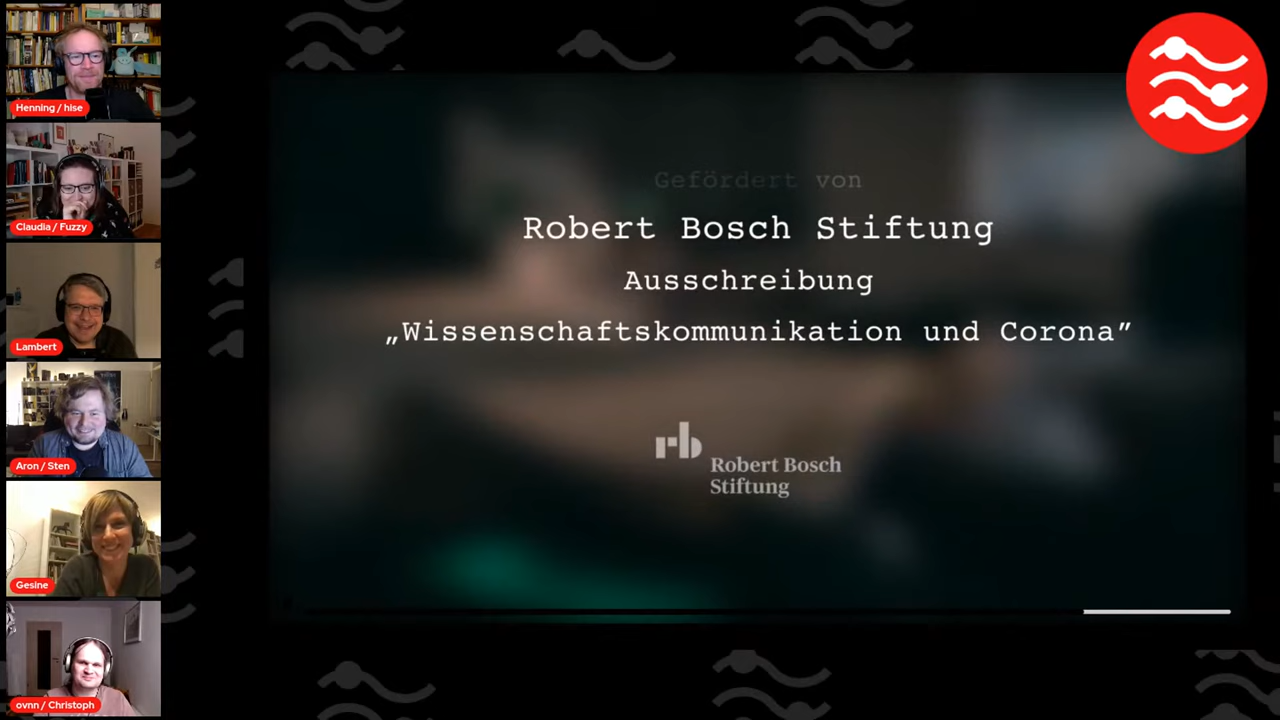 Henning / hise
Claudia / Fuzzy
Lambert
Aron / Sten
Gesine
ovnn / Christoph
Gefördert von
Robert Bosch Stiftung
Ausschreibung
„Wissenschaftskommunikation und Corona”
rb
Robert Bosch
Stiftung